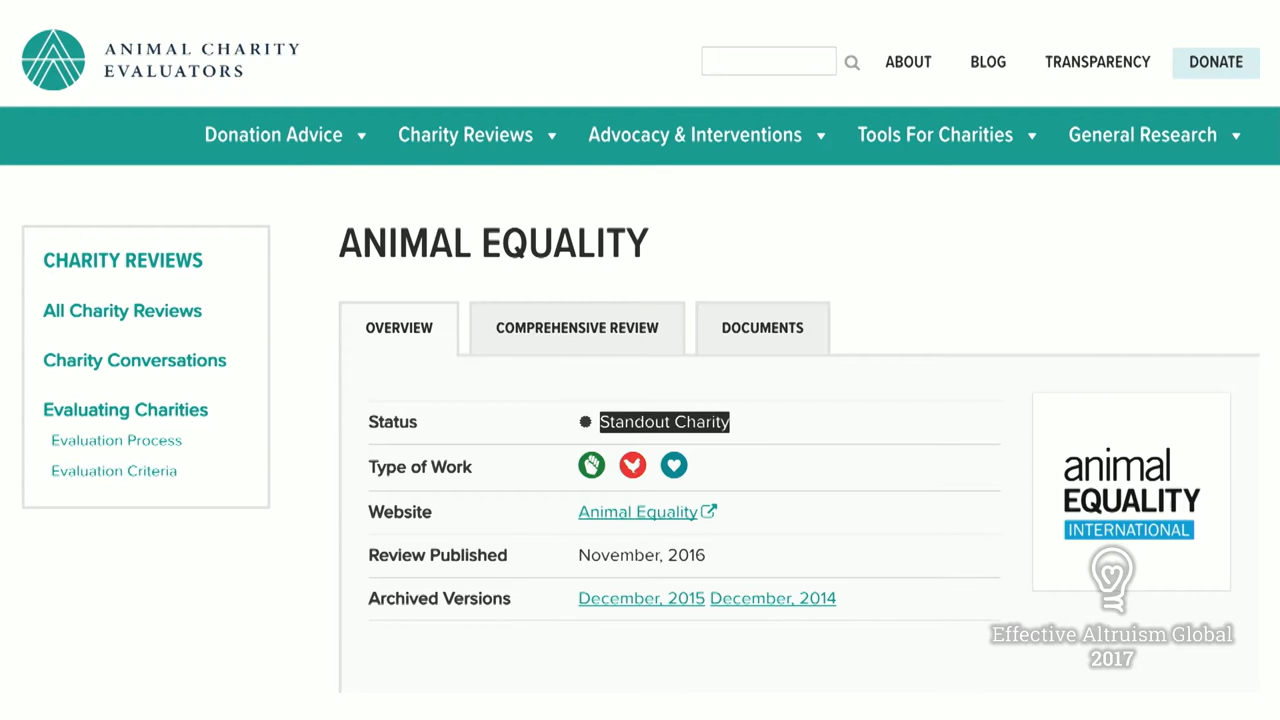 ANIMAL CHARITY
EVALUATORS
ABOUT BLOG TRANSPARENCY DONATE
Donation Advice Charity Reviews Advocacy & Interventions Tools For Charities General Research
CHARITY REVIEWS
All Charity Reviews
Charity Conversations
Evaluating Charities
Evaluation Process
Evaluation Criteria
ANIMAL EQUALITY
OVERVIEW COMPREHENSIVE REVIEW DOCUMENTS
Status Standout Charity
Type of Work
Website Animal Equality
Review Published November, 2016
Archived Versions December, 2015 December, 2014
animal
EQUALITY
INTERNATIONAL
Effective Altruism Global
2017